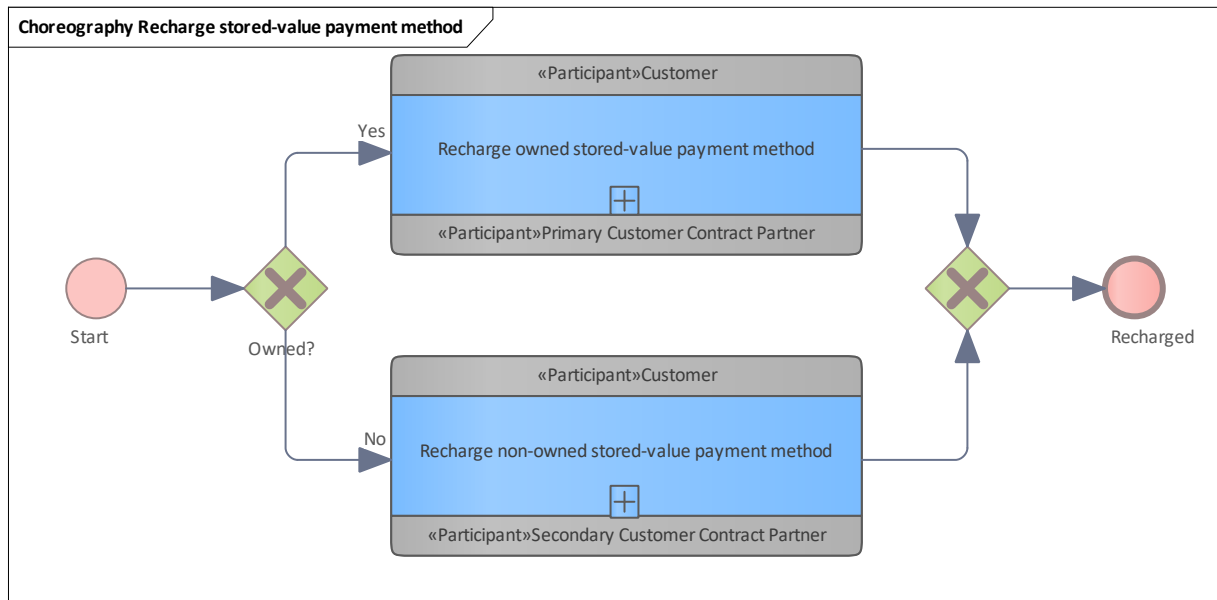 Choreography Recharge stored-value payment method
«Participant»Customer
Yes
Recharge owned stored-value payment method
«Participant»Primary Customer Contract Partner
Start
Owned?
Recharged
«Participant»Customer
No
Recharge non-owned stored-value payment method
«Participant»Secondary Customer Contract Partner